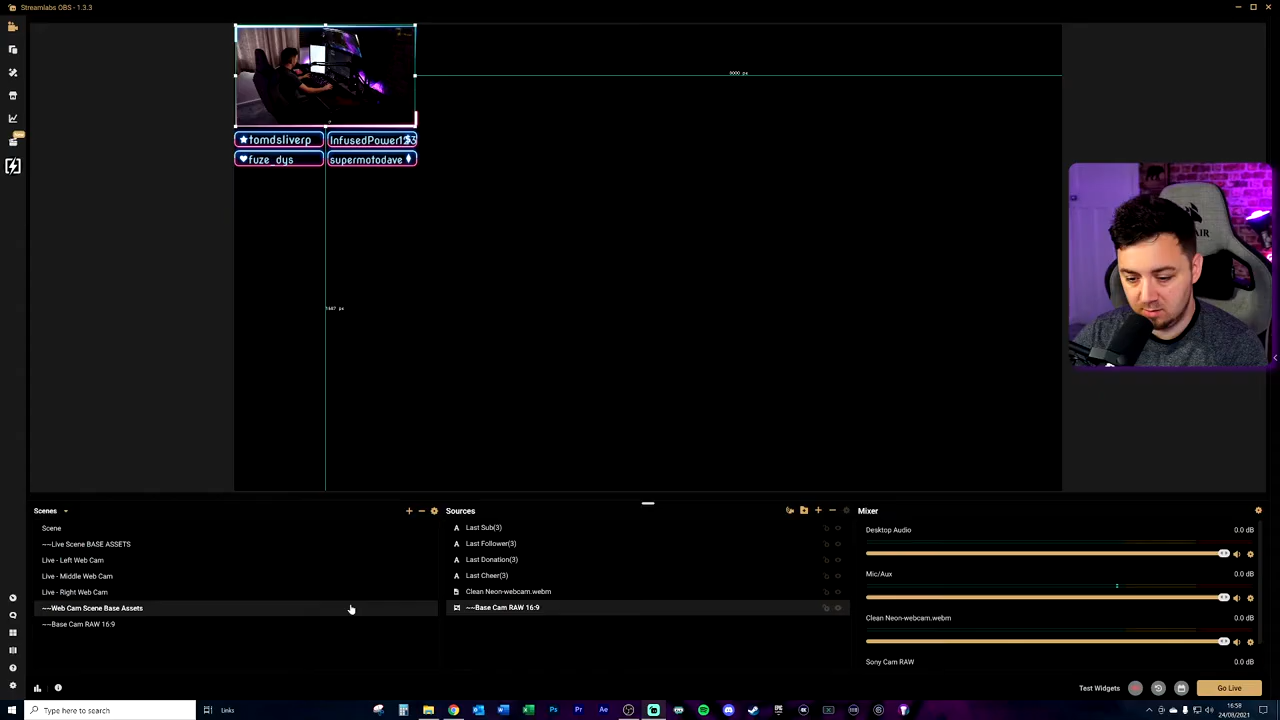 Streamlabs OBS - 1.3.3
3000 px
tomdsliverp
InfusedPower123
fuze_dys
supermotodave
AIR
Scenes
Sources
Mixer
Scene
~~Live Scene BASE ASSETS
Live - Left Web Cam
Live - Middle Web Cam
Live - Right Web Cam
~~Web Cam Scene Base Assets
~~Base Cam RAW 16:9
Last Sub(3)
Last Follower(3)
Last Donation(3)
Last Cheer(3)
Clean Neon-webcam.webm
~~Base Cam RAW 16:9
Desktop Audio 0.0 dB
Mic/Aux 0.0 dB
Clean Neon-webcam.webm 0.0 dB
Sony Cam RAW 0.0 dB
Test Widgets
Go Live
Type here to search
Links
16:58
24/08/2021